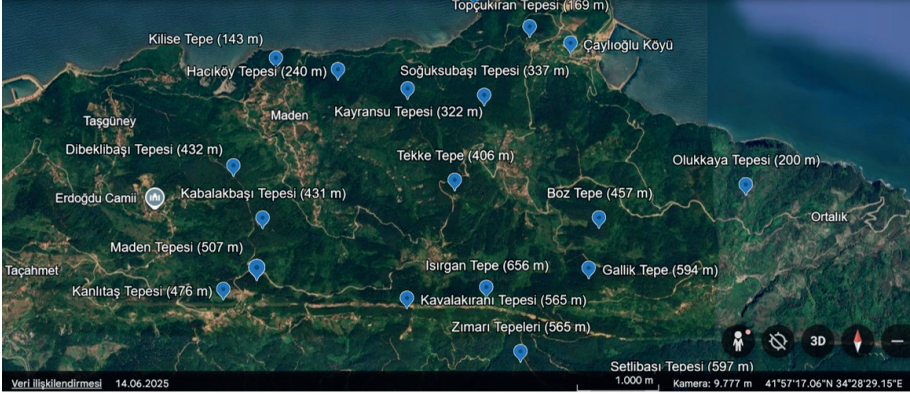 Topçukıran Tepesi (169 m)
Kilise Tepe (143 m)
Çaylıoğlu Köyü
Hacıköy Tepesi (240 m)
Soğuksubaşı Tepesi (337 m)
Kayransu Tepesi (322 m)
Maden
Taşgüney
Dibeklibaşı Tepesi (432 m)
Tekke Tepe (406 m)
Olukkaya Tepesi (200 m)
Erdoğdu Camii
Kabalakbaşı Tepesi (431 m)
Boz Tepe (457 m)
Ortalık
Maden Tepesi (507 m)
Taçahmet
Isırgan Tepe (656 m)
Gallik Tepe (594 m)
Kanlıtaş Tepesi (476 m)
Kavalakıranı Tepesi (565 m)
Zımarı Tepeleri (565 m)
3D
Setlibaşı Tepesi (597 m)
Veri ilişkilendirmesi
14.06.2025
1.000 m
Kamera: 9.777 m
41°57'17.06"N 34°28'29.15"E